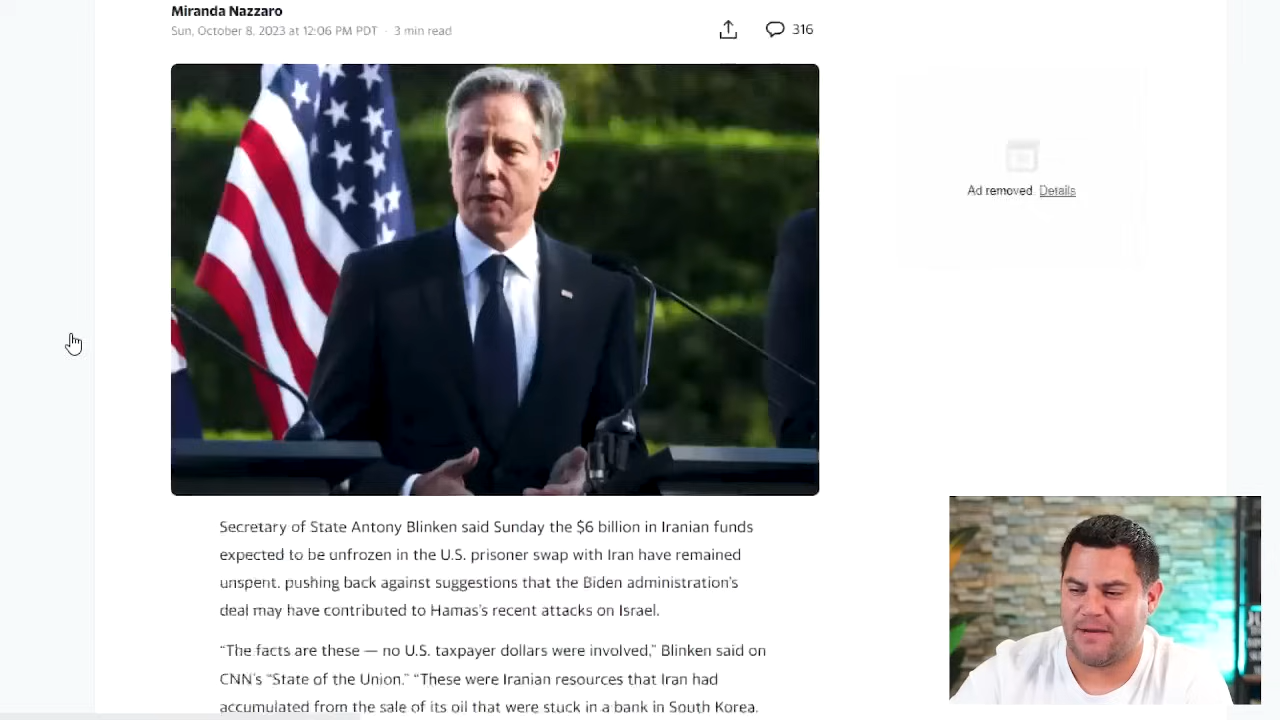 Miranda Nazzaro
Sun, October 8, 2023 at 12:06 PM PDT · 3 min read
316
Ad removed Details
Secretary of State Antony Blinken said Sunday the $6 billion in Iranian funds
expected to be unfrozen in the U.S. prisoner swap with Iran have remained
unspent, pushing back against suggestions that the Biden administration's
deal may have contributed to Hamas's recent attacks on Israel.
“The facts are these — no U.S. taxpayer dollars were involved,” Blinken said on
CNN's “State of the Union.” “These were Iranian resources that Iran had
accumulated from the sale of its oil that were stuck in a bank in South Korea.